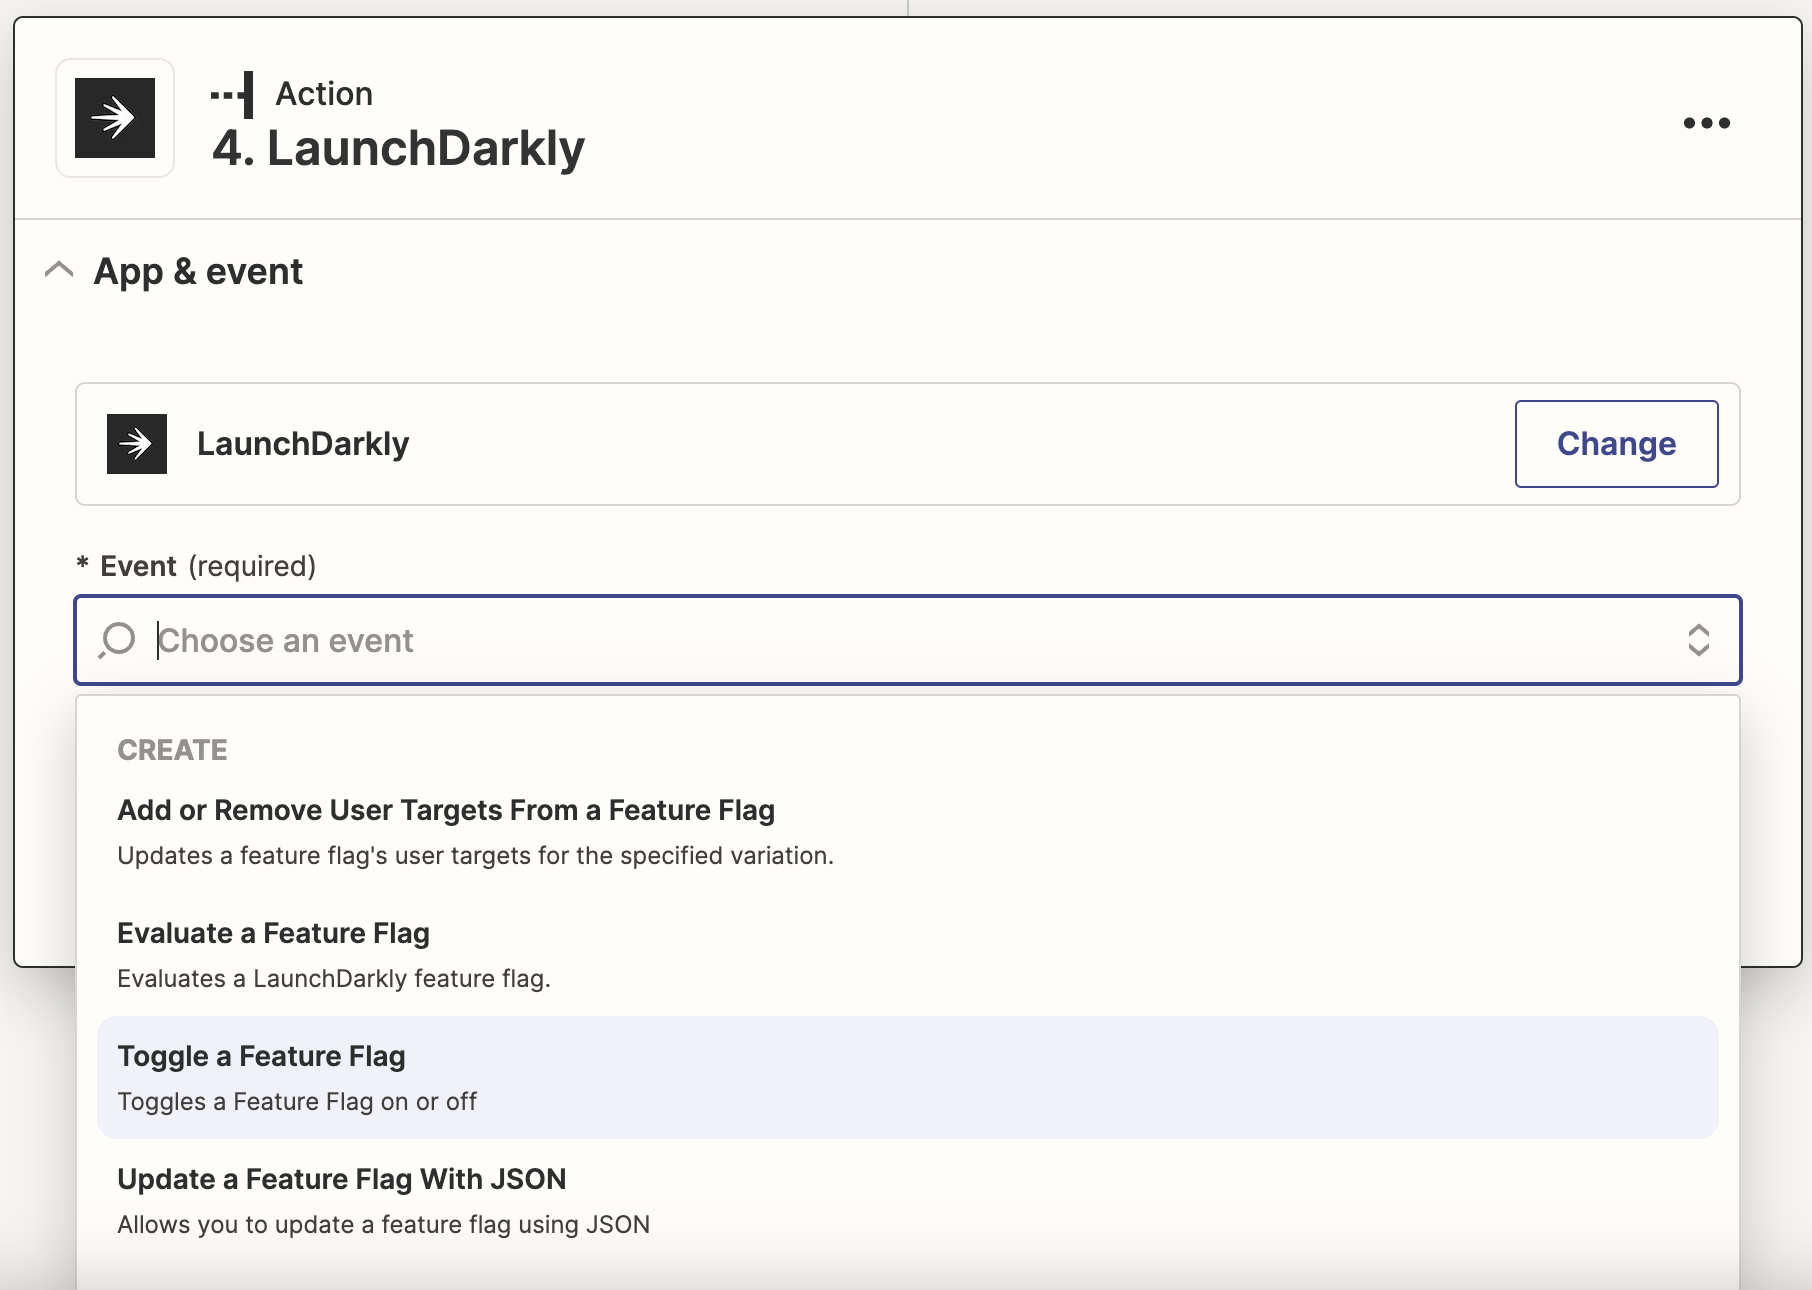 Action
4. LaunchDarkly
App & event
LaunchDarkly
Change
* Event (required)
Choose an event
CREATE
Add or Remove User Targets From a Feature Flag
Updates a feature flag's user targets for the specified variation.
Evaluate a Feature Flag
Evaluates a LaunchDarkly feature flag.
Toggle a Feature Flag
Toggles a Feature Flag on or off
Update a Feature Flag With JSON
Allows you to update a feature flag using JSON